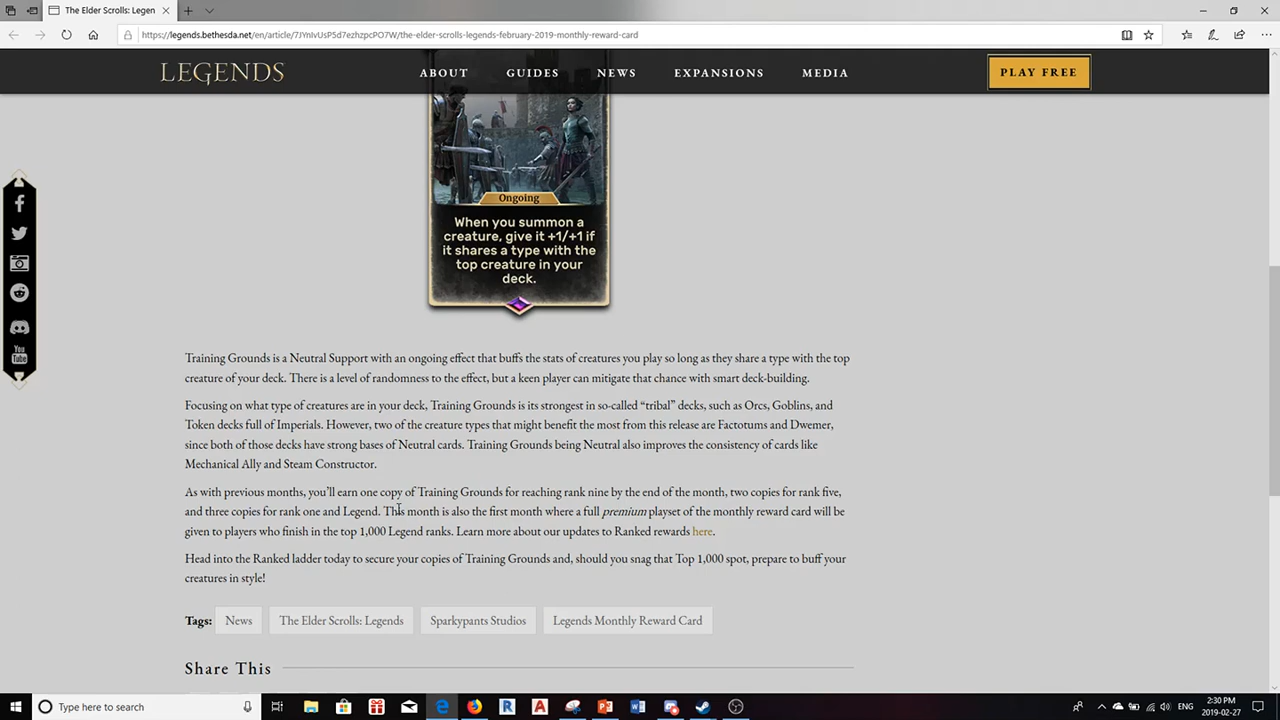 The Elder Scrolls: Legen
https://legends.bethesda.net/en/article/7JYnIvUsP5d7ezhzpcPO7W/the-elder-scrolls-legends-february-2019-monthly-reward-card
LEGENDS
ABOUT
GUIDES
NEWS
EXPANSIONS
MEDIA
PLAY FREE
Ongoing
When you summon a
creature, give it +1/+1 if
it shares a type with the
top creature in your
deck.
You
Tube
Training Grounds is a Neutral Support with an ongoing effect that buffs the stats of creatures you play so long as they share a type with the top
creature of your deck. There is a level of randomness to the effect, but a keen player can mitigate that chance with smart deck-building.
Focusing on what type of creatures are in your deck, Training Grounds is its strongest in so-called “tribal” decks, such as Orcs, Goblins, and
Token decks full of Imperials. However, two of the creature types that might benefit the most from this release are Factotums and Dwemer,
since both of those decks have strong bases of Neutral cards. Training Grounds being Neutral also improves the consistency of cards like
Mechanical Ally and Steam Constructor.
As with previous months, you’ll earn one copy of Training Grounds for reaching rank nine by the end of the month, two copies for rank five,
and three copies for rank one and Legend. This month is also the first month where a full premium playset of the monthly reward card will be
given to players who finish in the top 1,000 Legend ranks. Learn more about our updates to Ranked rewards here.
Head into the Ranked ladder today to secure your copies of Training Grounds and, should you snag that Top 1,000 spot, prepare to buff your
creatures in style!
Tags: News The Elder Scrolls: Legends Sparkypants Studios Legends Monthly Reward Card
Share This
Type here to search
ENG
2:30 PM
2019-02-27